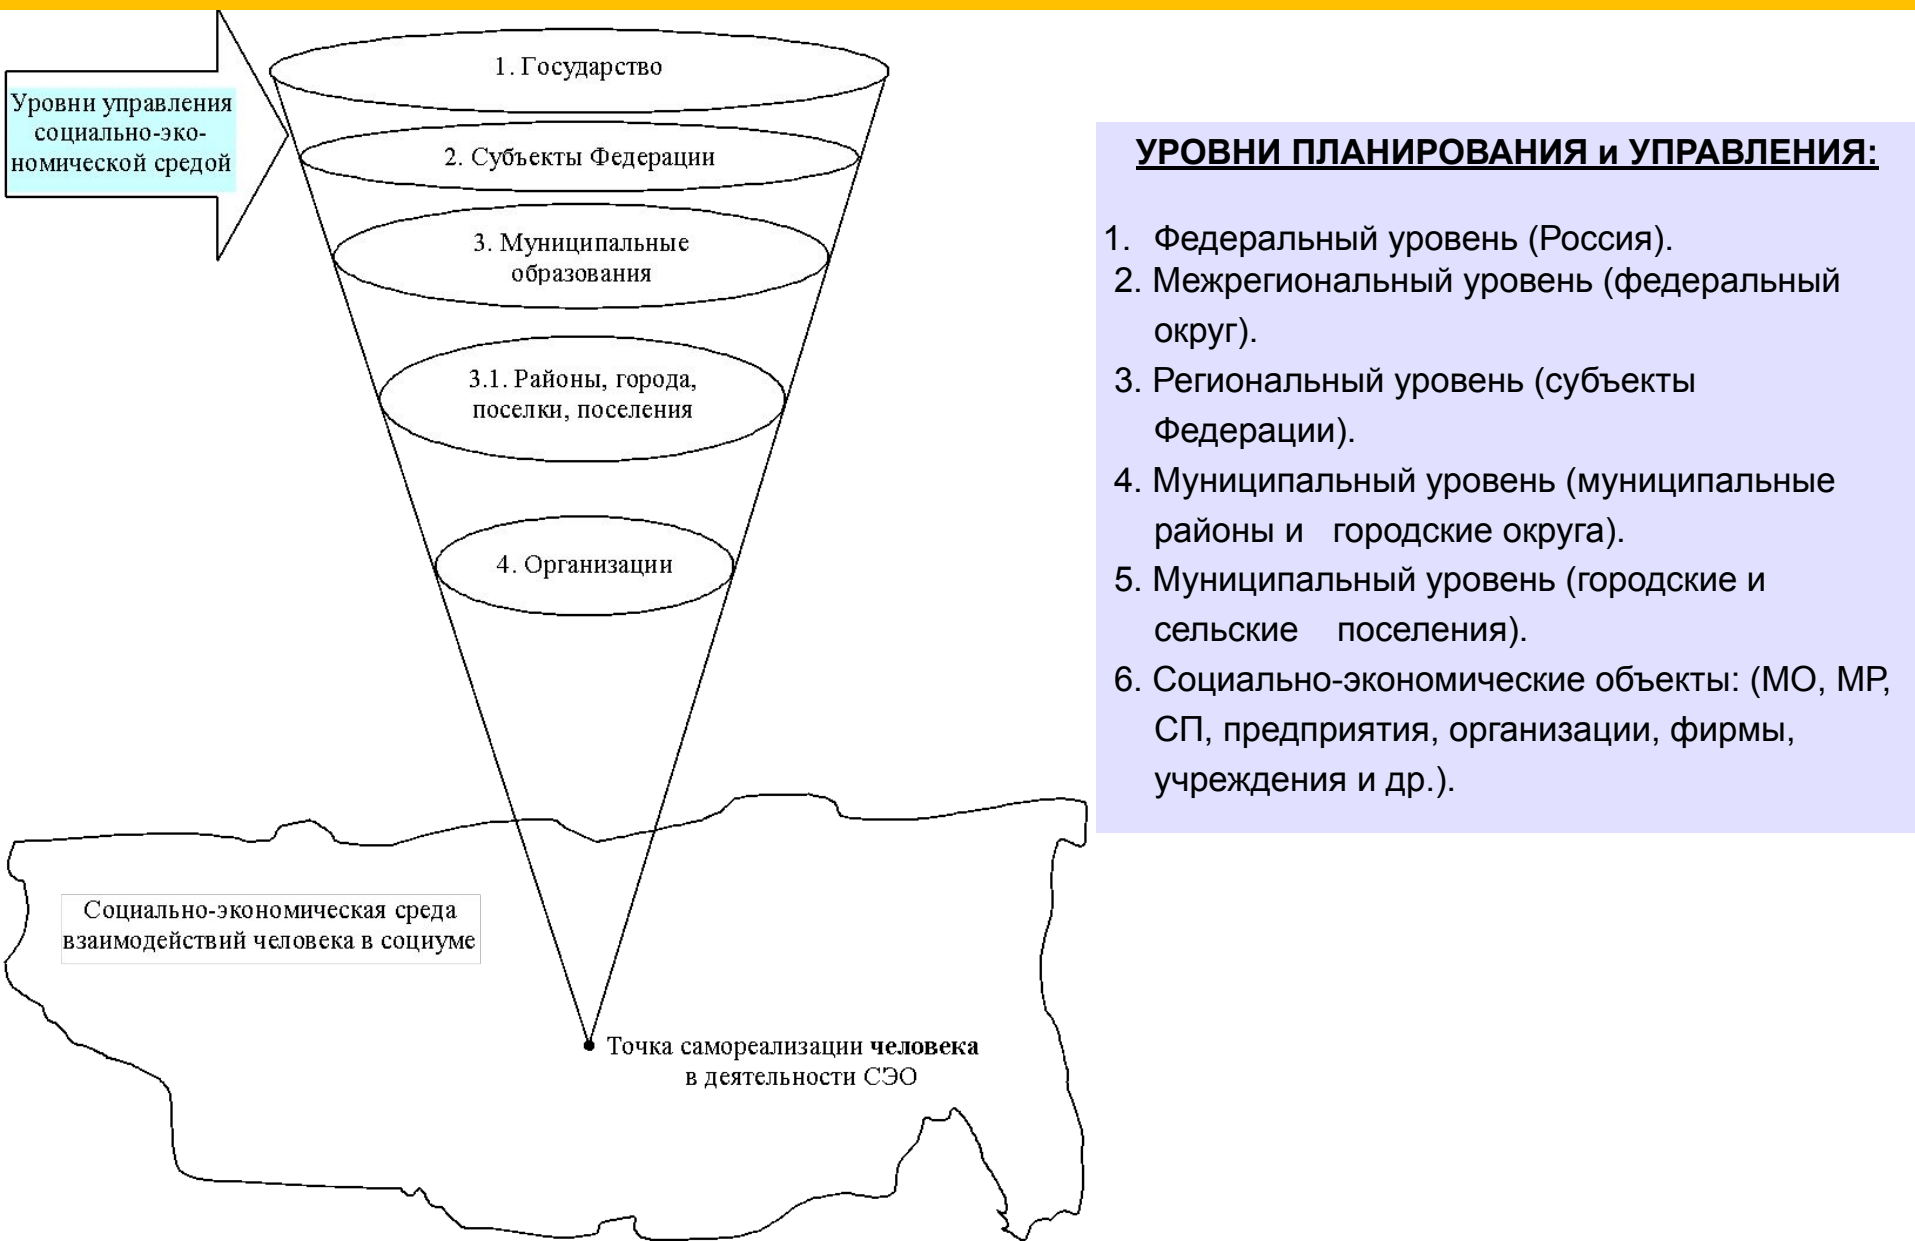 1. Государство
Уровни управления
социально-эко-
номической средой
2. Субъекты Федерации
3. Муниципальные
образования
3.1. Районы, города,
поселки, поселения
4. Организации
Социально-экономическая среда
взаимодействий человека в социуме
Точка самореализации человека
в деятельности СЭО
УРОВНИ ПЛАНИРОВАНИЯ и УПРАВЛЕНИЯ:
1. Федеральный уровень (Россия).
2. Межрегиональный уровень (федеральный
округ).
3. Региональный уровень (субъекты
Федерации).
4. Муниципальный уровень (муниципальные
районы и городские округа).
5. Муниципальный уровень (городские и
сельские поселения).
6. Социально-экономические объекты: (МО, МР,
СП, предприятия, организации, фирмы,
учреждения и др.).